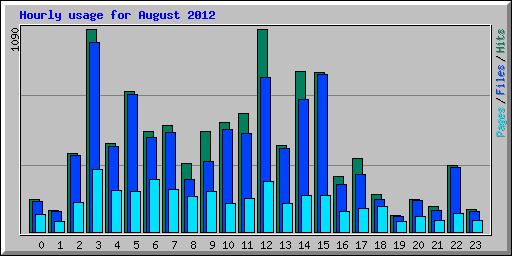 Hourly usage for August 2012
1090
Pages/Files/Hits
0 1 2 3 4 5 6 7 8 9 10 11 12 13 14 15 16 17 18 19 20 21 22 23